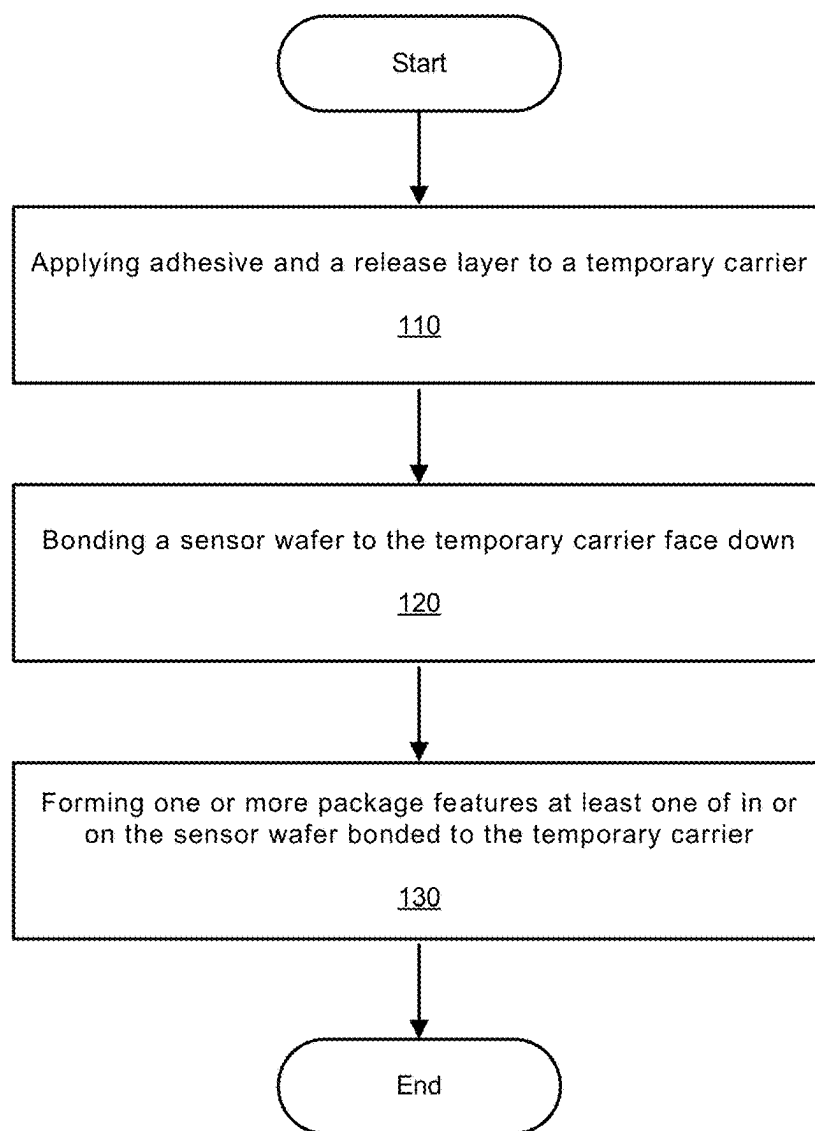 Start
Applying adhesive and a release layer to a temporary carrier
110
Bonding a sensor wafer to the temporary carrier face down
120
Forming one or more package features at least one of in or
on the sensor wafer bonded to the temporary carrier
130
End